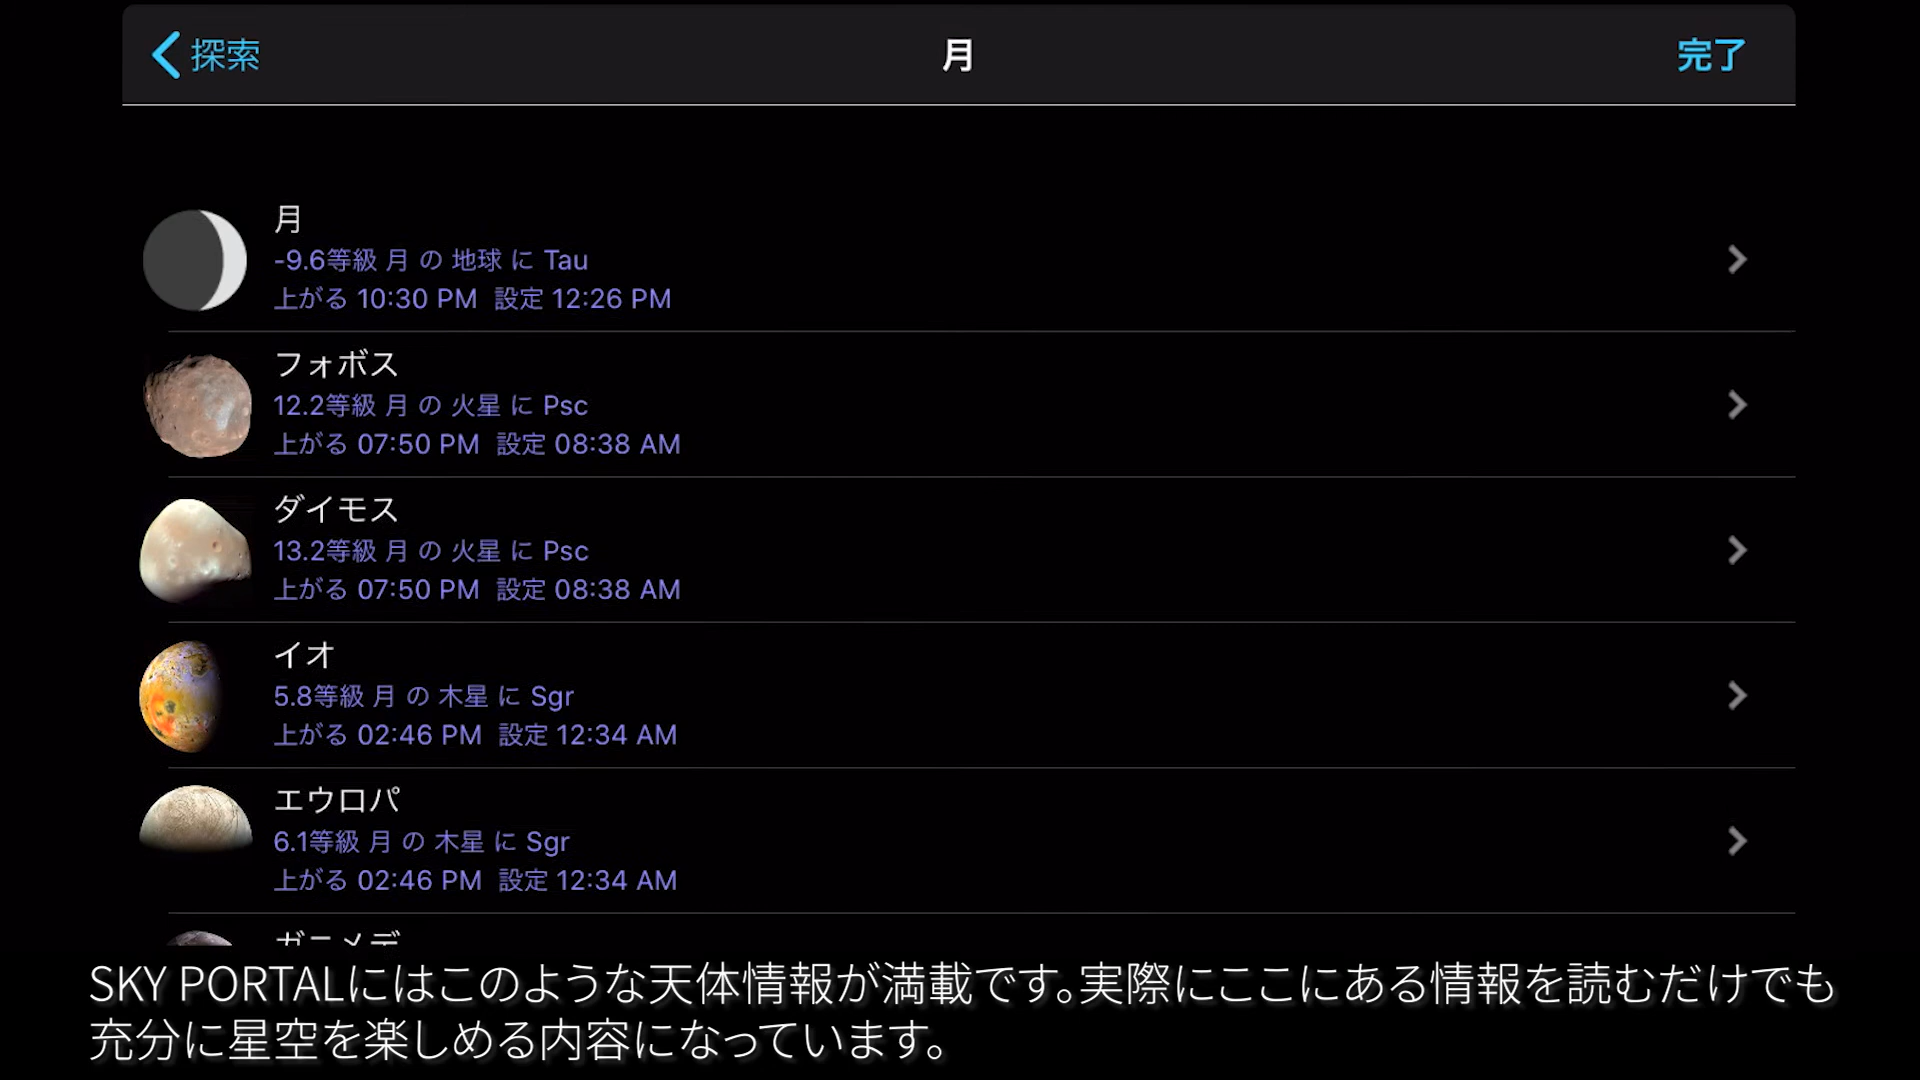 探索
月
完了
月
-9.6等級 月 の 地球 に Tau
上がる 10:30 PM 設定 12:26 PM
フォボス
12.2等級 月 の 火星 に Psc
上がる 07:50 PM 設定 08:38 AM
ダイモス
13.2等級 月 の 火星 に Psc
上がる 07:50 PM 設定 08:38 AM
イオ
5.8等級 月 の 木星 に Sgr
上がる 02:46 PM 設定 12:34 AM
エウロパ
6.1等級 月 の 木星 に Sgr
上がる 02:46 PM 設定 12:34 AM
ガニメデ
SKY PORTALにはこのような天体情報が満載です。実際にここにある情報を読むだけでも
充分に星空を楽しめる内容になっています。